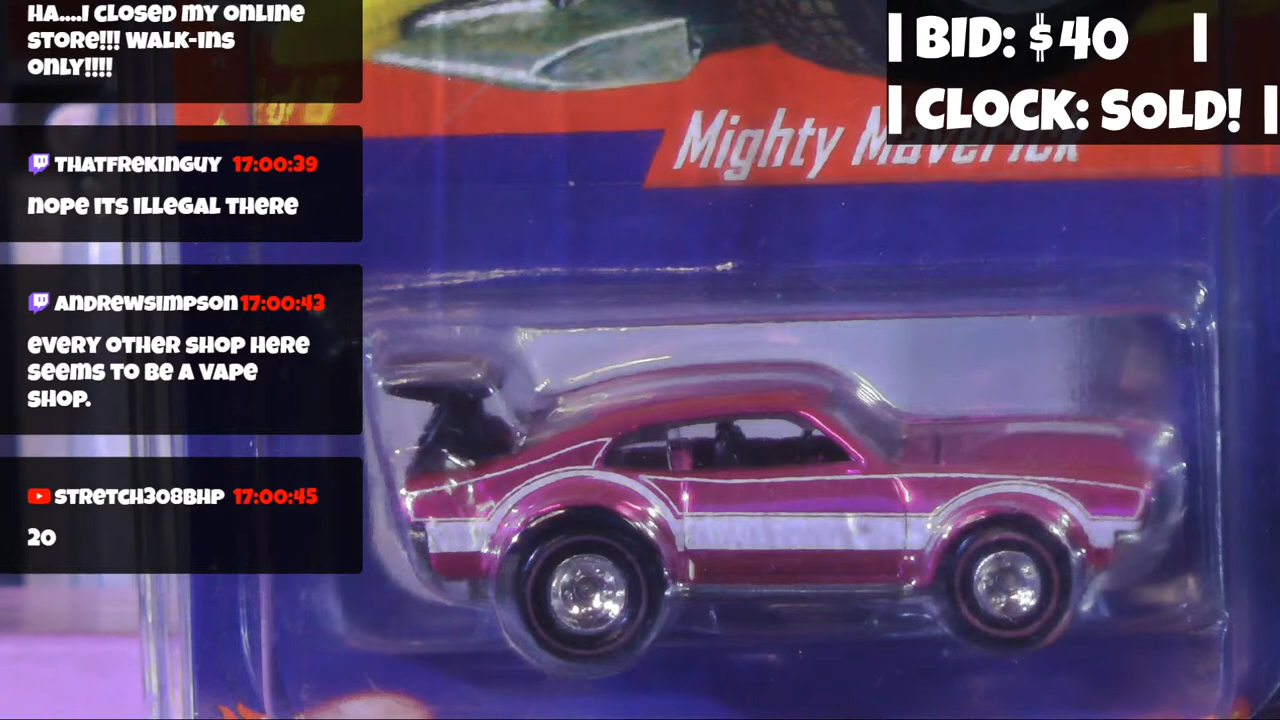 HA....I CLOSED MY ONLINE
STORE!!! WALK-INS
ONLY!!!!
THATFREKINGUY 17:00:39
NOPE ITS ILLEGAL THERE
ANDREWSIMPSON 17:00:43
EVERY OTHER SHOP HERE
SEEMS TO BE A VAPE
SHOP.
STRETCH308BHP 17:00:45
20
| BID: $40 |
| CLOCK: SOLD! |
Mighty Maverick